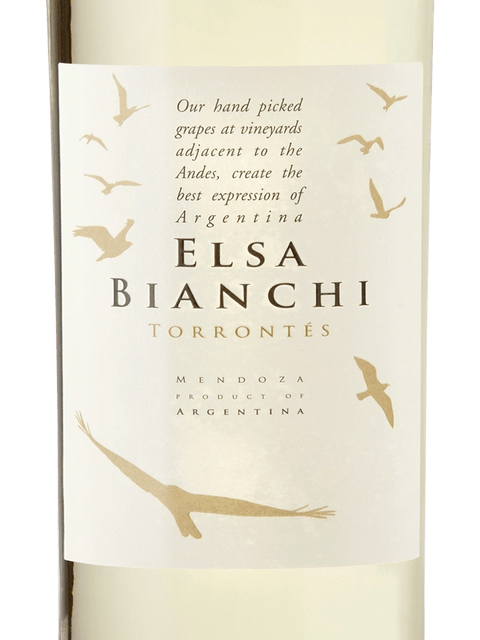 Our hand picked
grapes at vineyards
adjacent to the
Andes, create the
best expression of
Argentina
ELSA
BIANCHI
TORRONTÉS
MENDOZA
PRODUCT OF
ARGENTINA